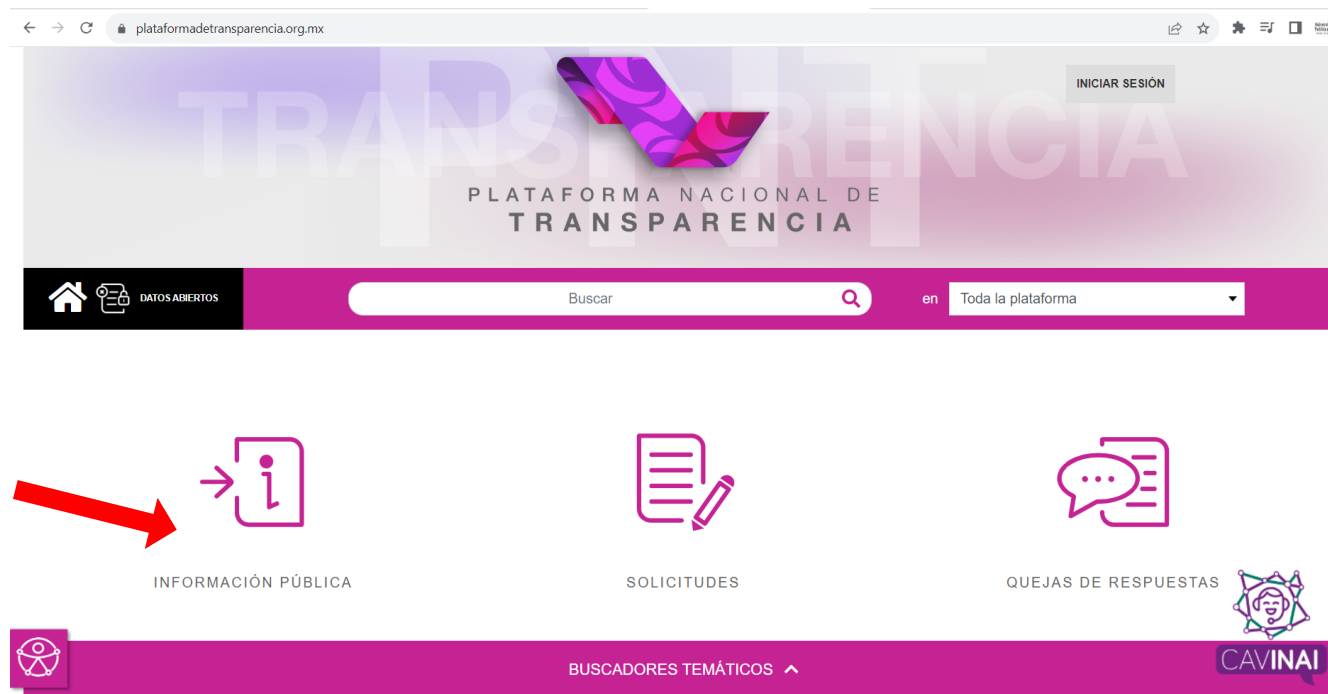 plataformadetransparencia.org.mx
PNT
TRANSPARENCIA
INICIAR SESIÓN
PLATAFORMA NACIONAL DE
TRANSPARENCIA
DATOS ABIERTOS
Buscar
en
Toda la plataforma
INFORMACIÓN PÚBLICA
SOLICITUDES
QUEJAS DE RESPUESTAS
BUSCADORES TEMÁTICOS
CAVINAI